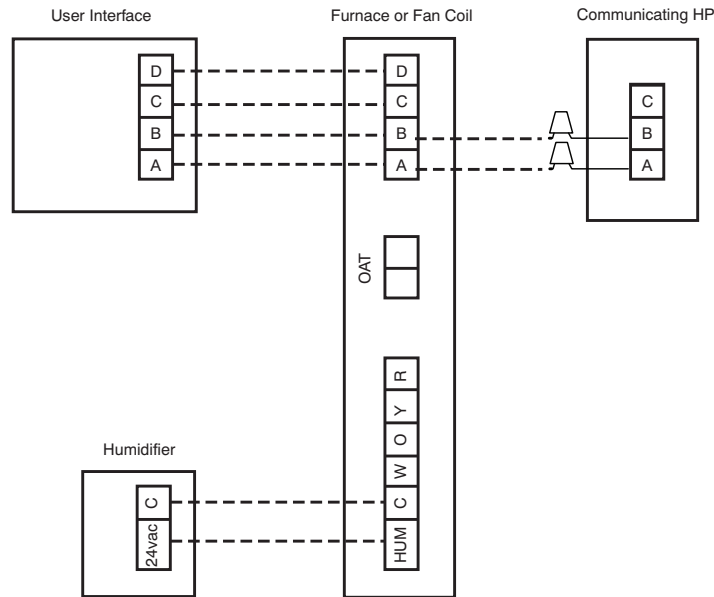 User Interface
Furnace or Fan Coil
Communicating HP
D
C
B
A
D
C
B
A
C
B
A
OAT
R
Y
O
W
C
HUM
Humidifier
C
24vac